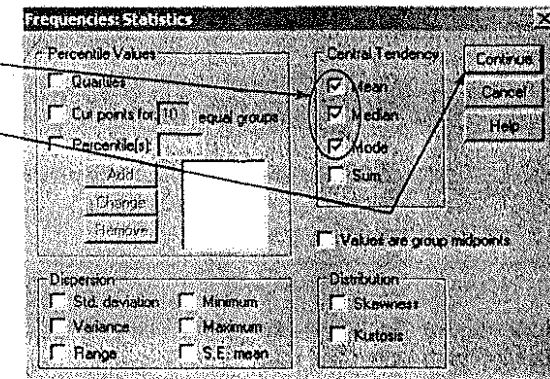 Frequencies: Statistics
Percentile Values
Quartiles
Cut points for: 10 equal groups
Percentile(s):
Add
Change
Remove
Central Tendency
Mean
Median
Mode
Sum
Continue
Cancel
Help
Values are group midpoints
Dispersion
Std. deviation Minimum
Variance Maximum
Range S.E. mean
Distribution
Skewness
Kurtosis